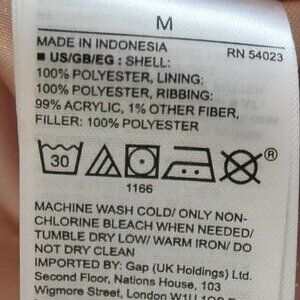 M
MADE IN INDONESIA RN 54023
■ US/GB/EG : SHELL:
100% POLYESTER, LINING:
100% POLYESTER, RIBBING:
99% ACRYLIC, 1% OTHER FIBER,
FILLER: 100% POLYESTER
30 ®
1166
MACHINE WASH COLD/ ONLY NON-
CHLORINE BLEACH WHEN NEEDED/
TUMBLE DRY LOW/ WARM IRON/ DO
NOT DRY CLEAN
IMPORTED BY: Gap (UK Holdings) Ltd.
Second Floor, Nations House, 103
Wigmore Street, London W1U 1QS